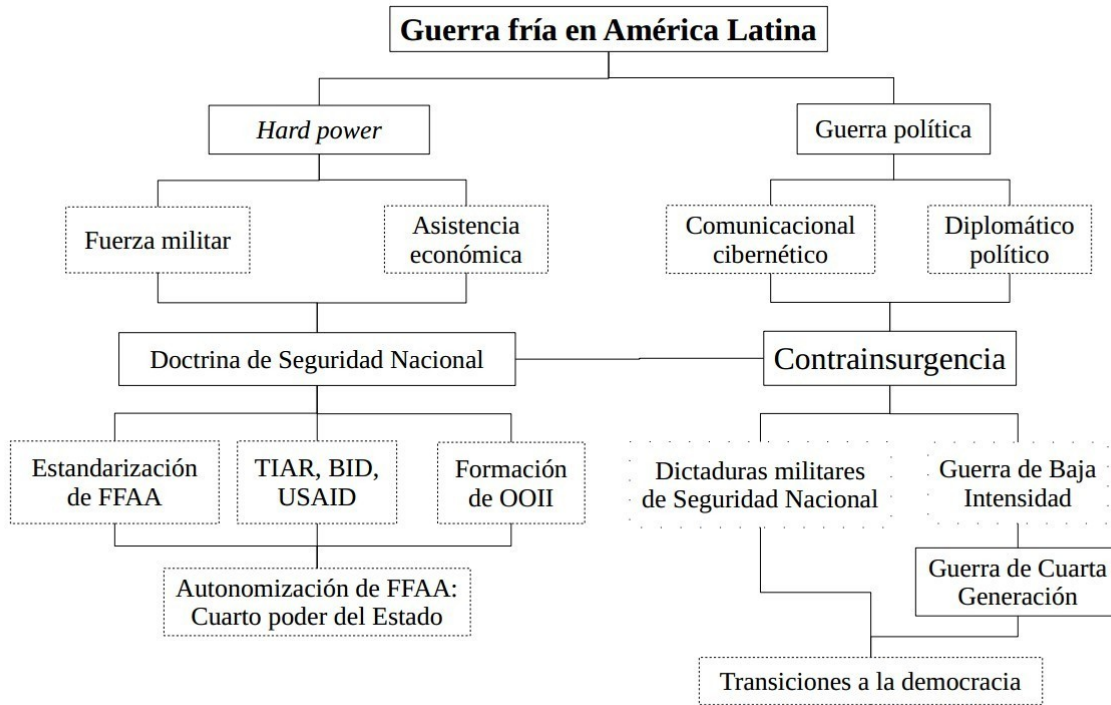 Guerra fría en América Latina
Hard power
Guerra política
Fuerza militar
Asistencia
económica
Comunicacional
cibernético
Diplomático
político
Doctrina de Seguridad Nacional
Contrainsurgencia
Estandarización
de FFAA
TIAR, BID,
USAID
Formación
de OOII
Dictaduras militares
de Seguridad Nacional
Guerra de Baja
Intensidad
Autonomización de FFAA:
Cuarto poder del Estado
Guerra de Cuarta
Generación
Transiciones a la democracia